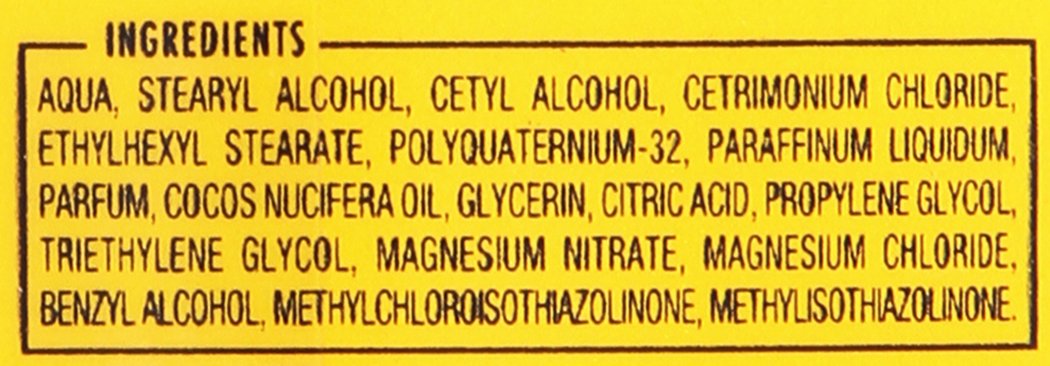 INGREDIENTS
AQUA, STEARYL ALCOHOL, CETYL ALCOHOL, CETRIMONIUM CHLORIDE,
ETHYLHEXYL STEARATE, POLYQUATERNIUM-32, PARAFFINUM LIQUIDUM,
PARFUM, COCOS NUCIFERA OIL, GLYCERIN, CITRIC ACID, PROPYLENE GLYCOL,
TRIETHYLENE GLYCOL, MAGNESIUM NITRATE, MAGNESIUM CHLORIDE,
BENZYL ALCOHOL, METHYLCHLOROISOTHIAZOLINONE, METHYLISOTHIAZOLINONE.